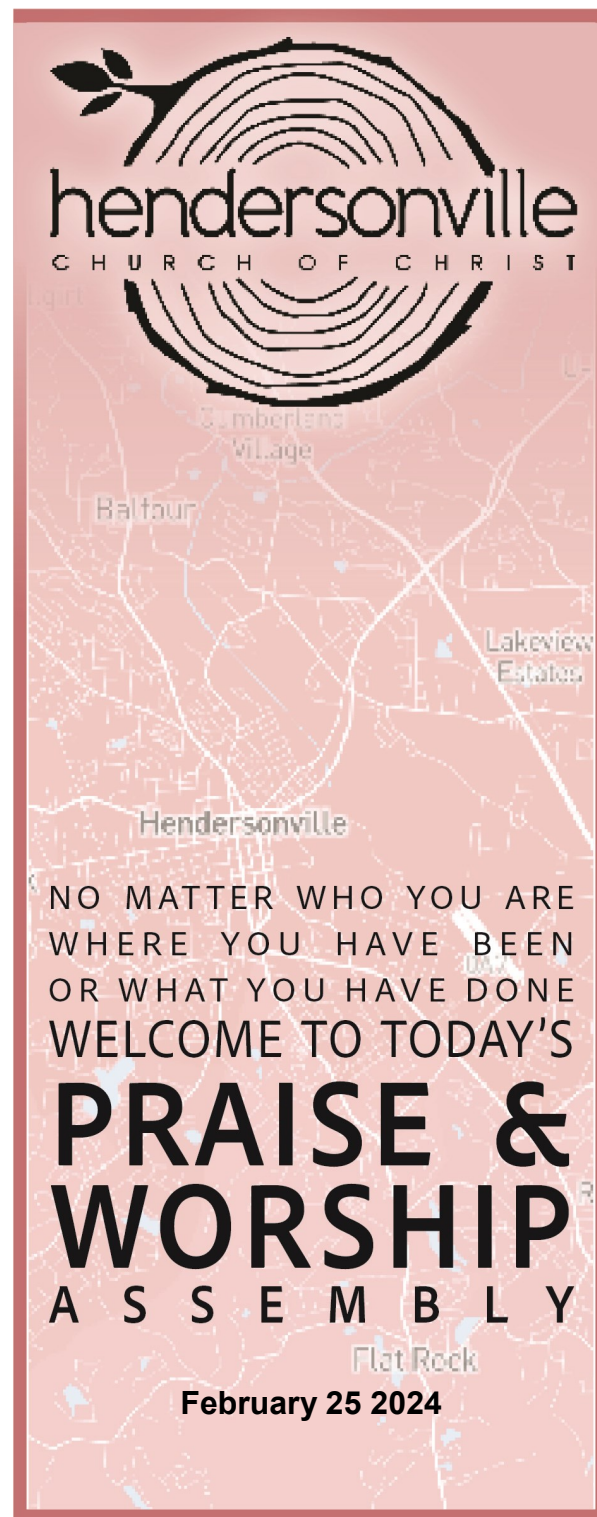 hendersonville
CHURCH OF CHRIST
Cumberland
Village
Balfour
Lakeview
Estates
Hendersonville
NO MATTER WHO YOU ARE
WHERE YOU HAVE BEEN
OR WHAT YOU HAVE DONE
WELCOME TO TODAY'S
PRAISE &
WORSHIP
ASSEMBLY
Flat Rock
February 25 2024